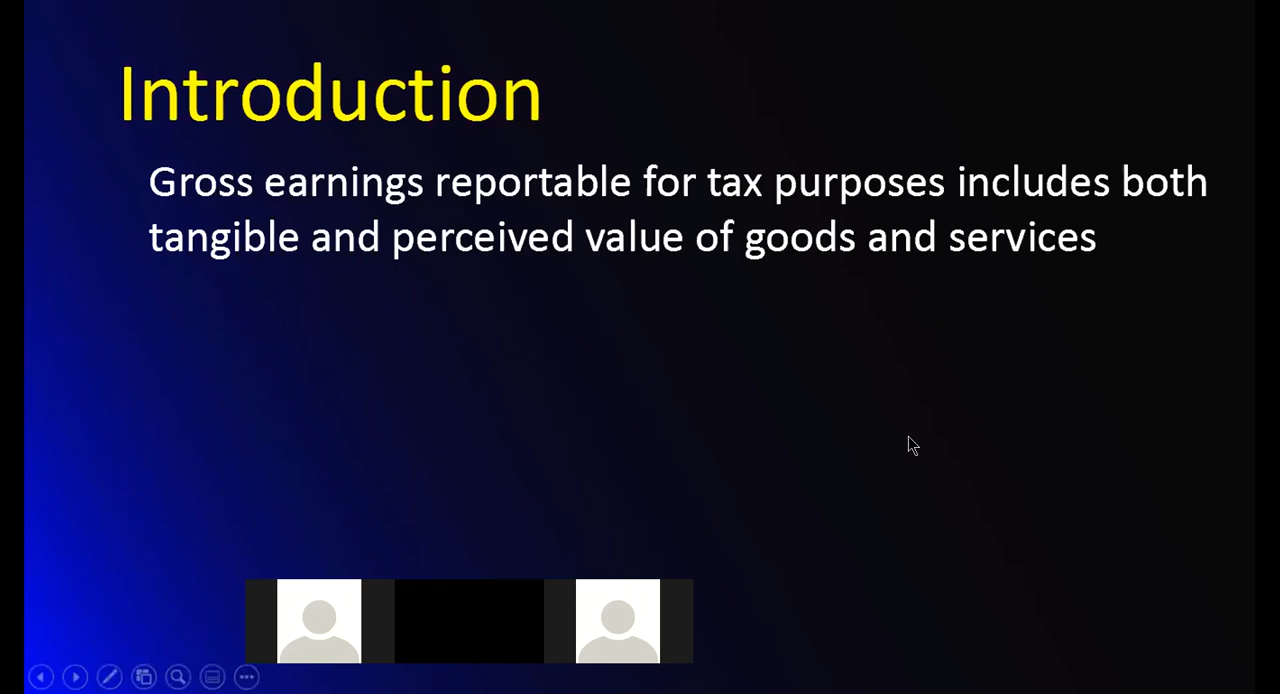 Introduction
Gross earnings reportable for tax purposes includes both
tangible and perceived value of goods and services